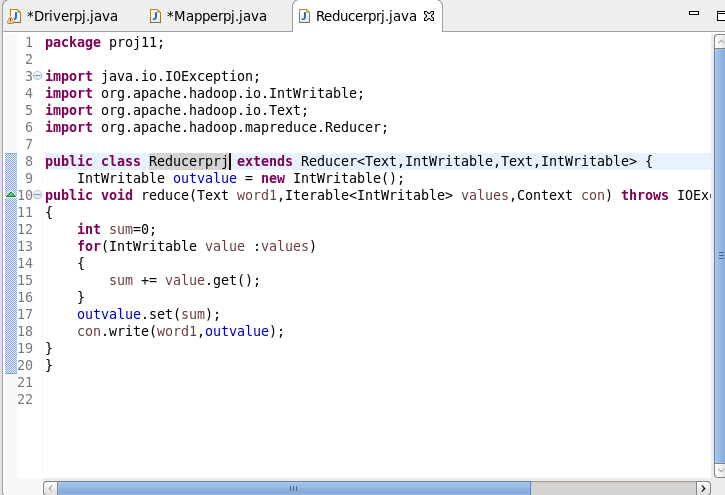 *Driverpj.java
*Mapperpj.java
Reducerprj.java
1 package proj11;
2
3 import java.io.IOException;
4 import org.apache.hadoop.io.IntWritable;
5 import org.apache.hadoop.io.Text;
6 import org.apache.hadoop.mapreduce.Reducer;
7
8 public class Reducerprj extends Reducer<Text,IntWritable,Text,IntWritable> {
9     IntWritable outvalue = new IntWritable();
10 public void reduce(Text word1,Iterable<IntWritable> values,Context con) throws IOEx
11 {
12     int sum=0;
13     for(IntWritable value :values)
14     {
15         sum += value.get();
16     }
17     outvalue.set(sum);
18     con.write(word1,outvalue);
19 }
20 }
21
22